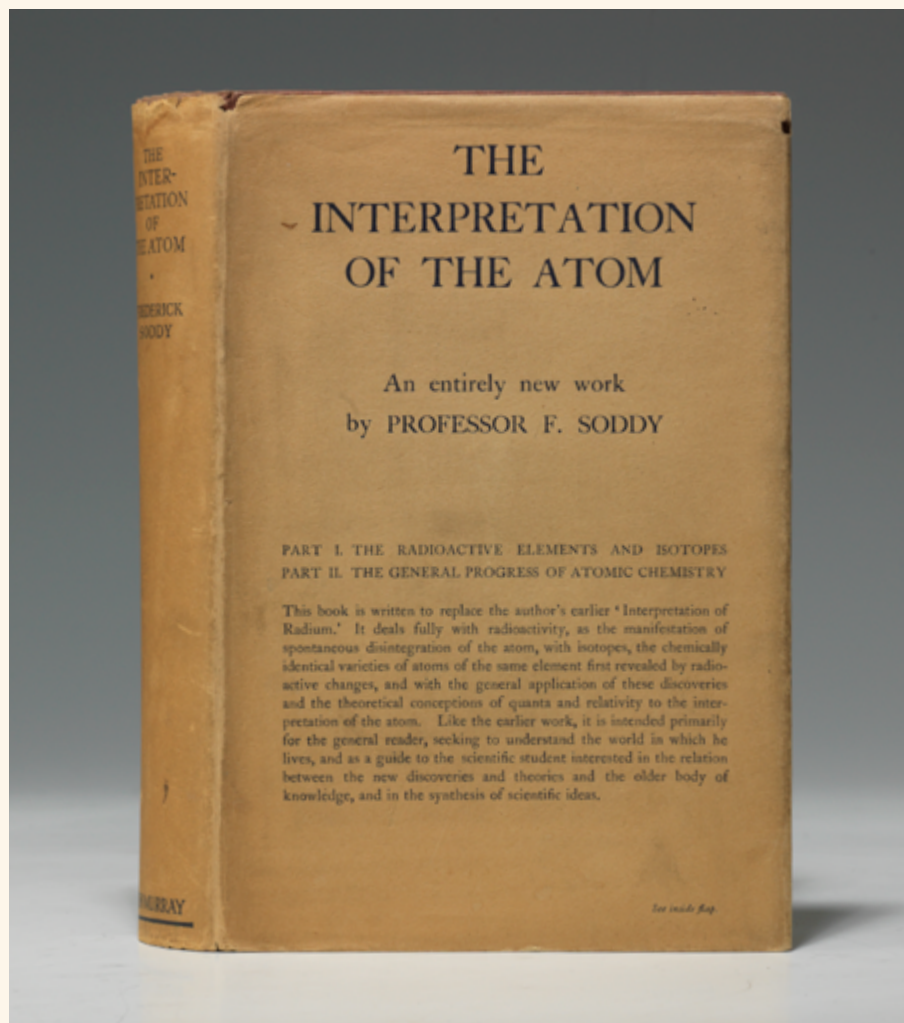 THE
INTER-
RETATION
OF
THE ATOM
FREDERICK
SODDY
MURRAY
THE
INTERPRETATION
OF THE ATOM
An entirely new work
by PROFESSOR F. SODDY
PART I. THE RADIOACTIVE ELEMENTS AND ISOTOPES
PART II. THE GENERAL PROGRESS OF ATOMIC CHEMISTRY
This book is written to replace the author's earlier ‘Interpretation of
Radium.’ It deals fully with radioactivity, as the manifestation of
spontaneous disintegration of the atom, with isotopes, the chemically
identical varieties of atoms of the same element first revealed by radio-
active changes, and with the general application of these discoveries
and the theoretical conceptions of quanta and relativity to the inter-
pretation of the atom. Like the earlier work, it is intended primarily
for the general reader, seeking to understand the world in which he
lives, and as a guide to the scientific student interested in the relation
between the new discoveries and theories and the older body of
knowledge, and in the synthesis of scientific ideas.
See inside flap.